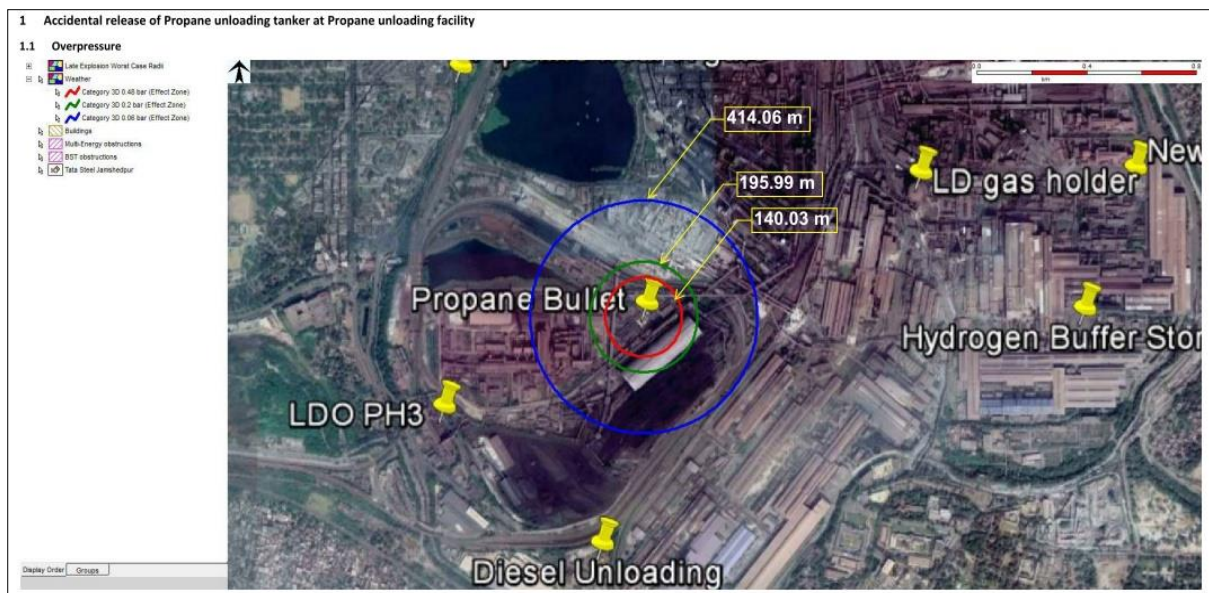 1 Accidental release of Propane unloading tanker at Propane unloading facility
1.1 Overpressure
Late Explosion Worst Case Radii
Weather
Category 3D 0.48 bar (Effect Zone)
Category 3D 0.2 bar (Effect Zone)
Category 3D 0.06 bar (Effect Zone)
Buildings
Multi-Energy obstructions
BST obstructions
Tata Steel Jamshedpur
0.0 0.4 0.8
km
414.06 m
195.99 m
140.03 m
LD gas holder
New
Propane Bullet
Hydrogen Buffer Stor
LDO PH3
Diesel Unloading
Display Order Groups